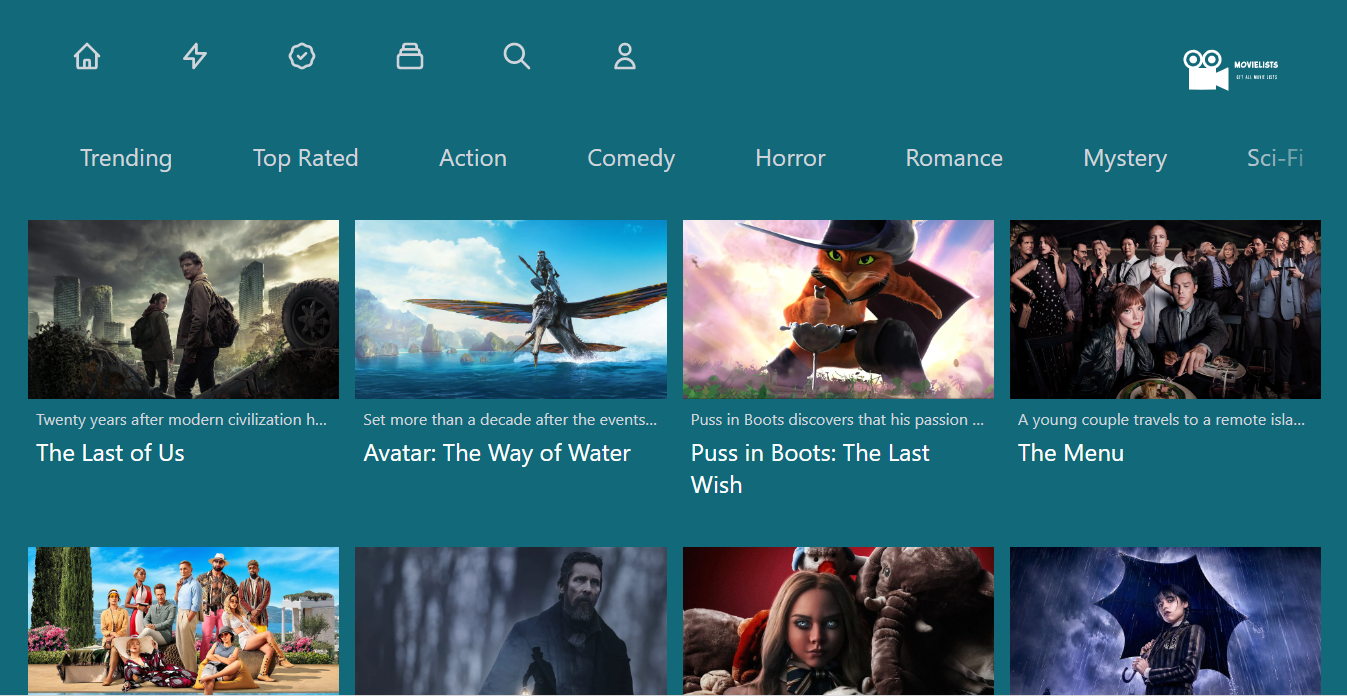 MOVIELISTS
GET ALL MOVIE LISTS
Trending
Top Rated
Action
Comedy
Horror
Romance
Mystery
Sci-Fi
Twenty years after modern civilization h...
The Last of Us
Set more than a decade after the events...
Avatar: The Way of Water
Puss in Boots discovers that his passion ...
Puss in Boots: The Last
Wish
A young couple travels to a remote isla...
The Menu